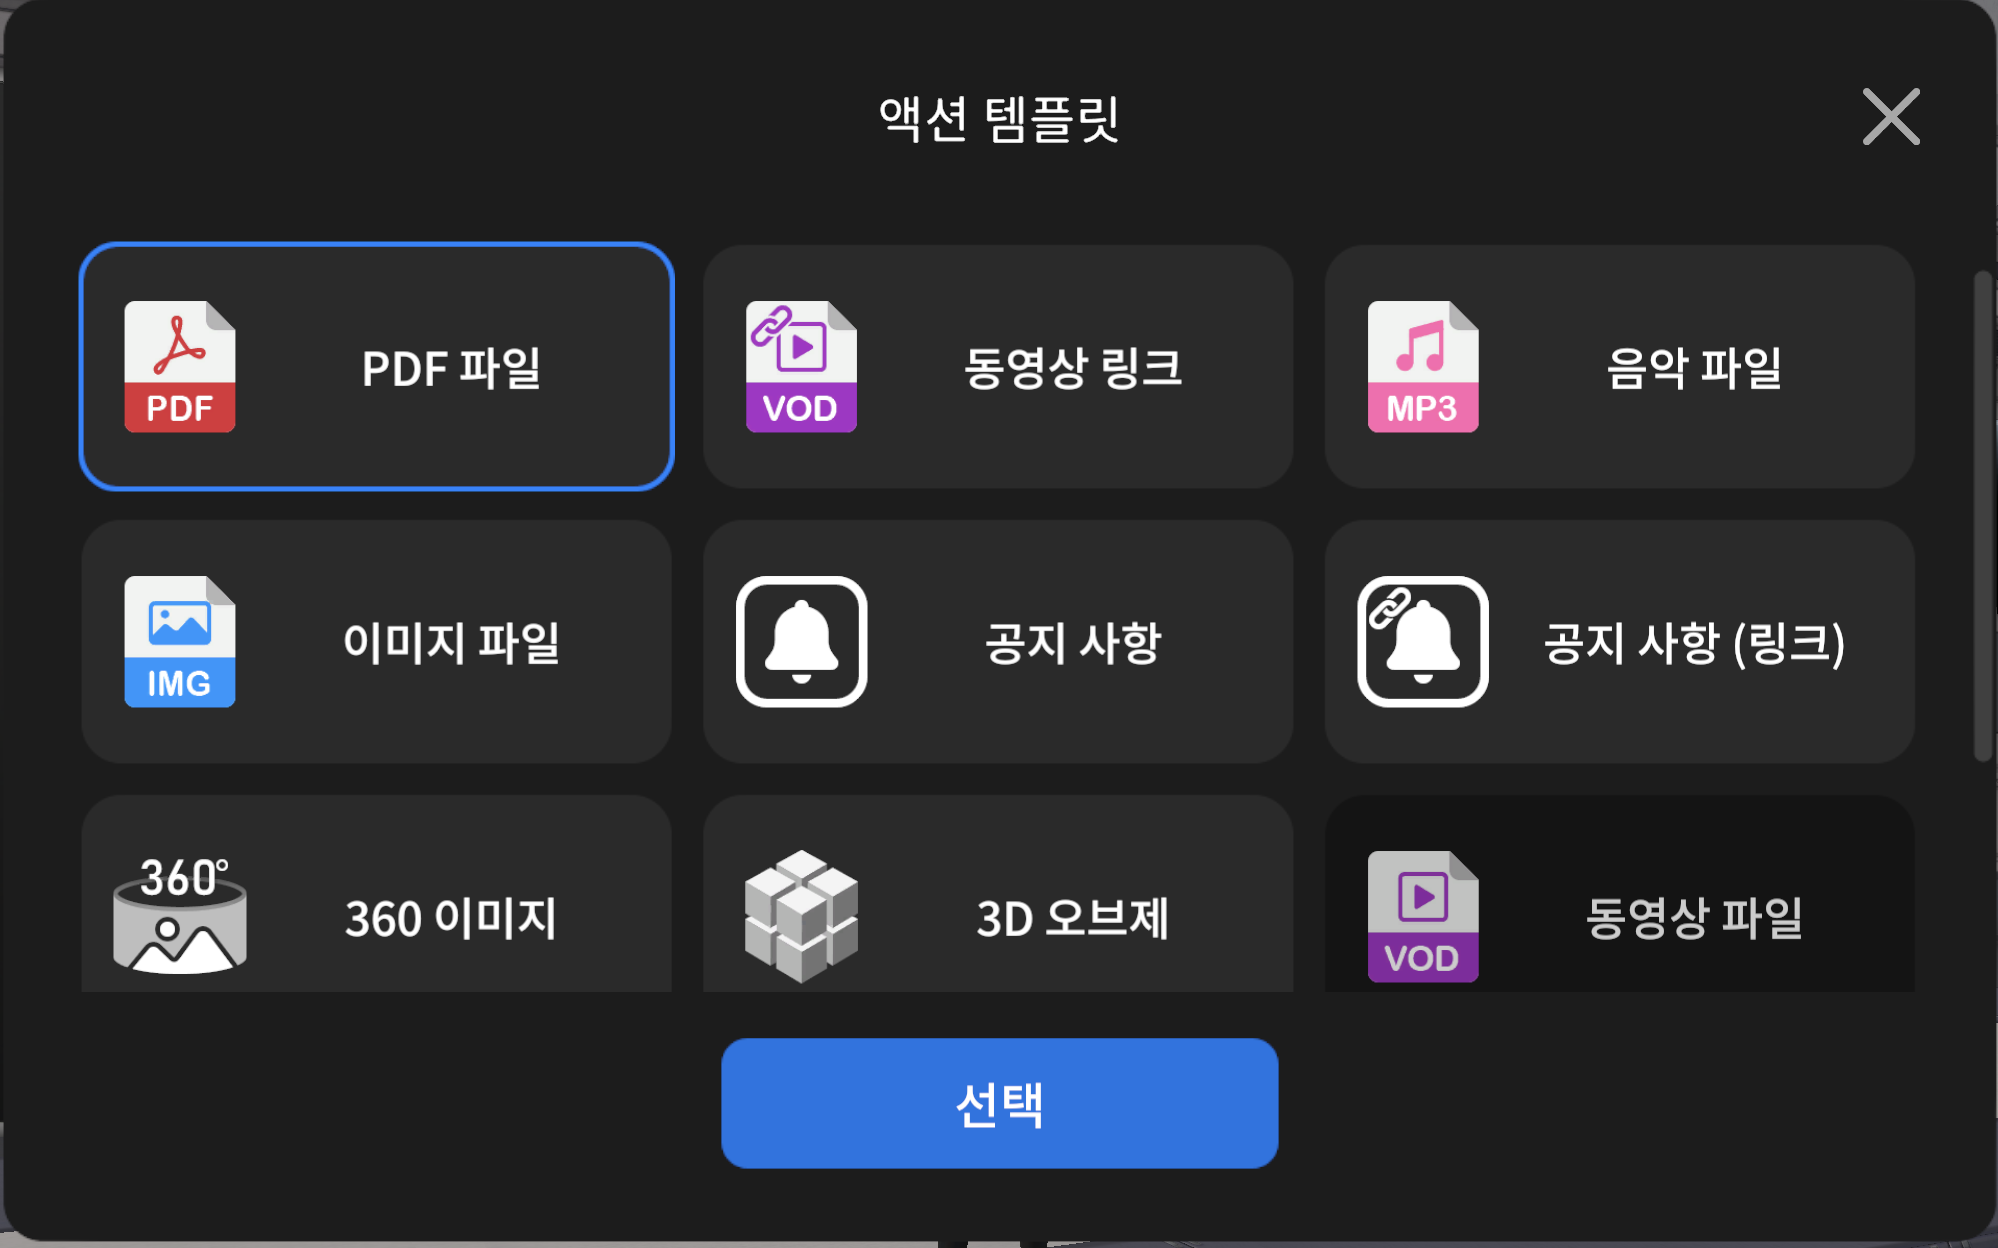 액션 템플릿
PDF
PDF 파일
VOD
동영상 링크
MP3
음악 파일
IMG
이미지 파일
공지 사항
공지 사항 (링크)
360°
360 이미지
3D 오브제
VOD
동영상 파일
선택